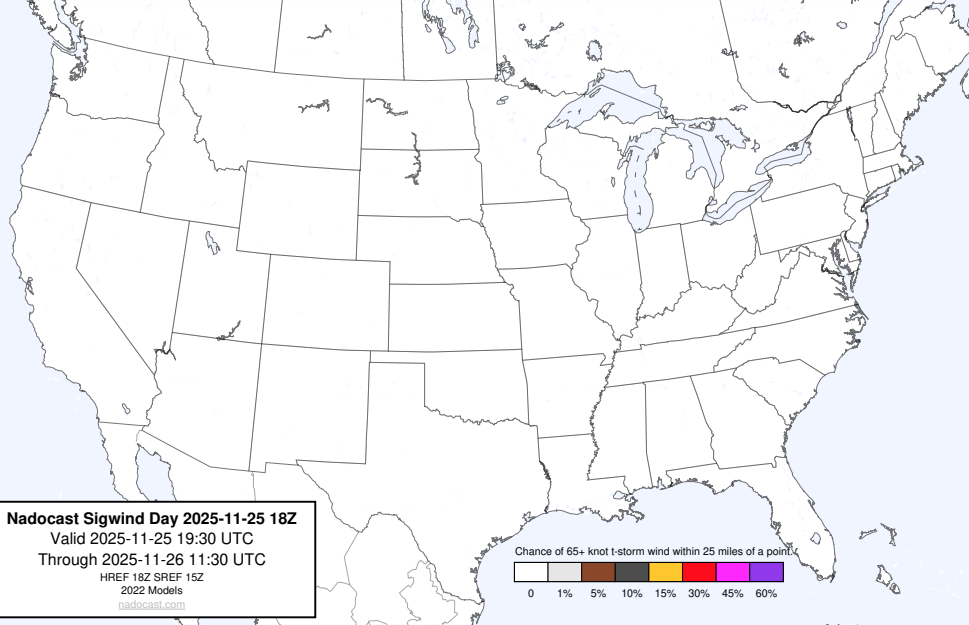 Nadocast Sigwind Day 2025-11-25 18Z
Valid 2025-11-25 19:30 UTC
Through 2025-11-26 11:30 UTC
HREF 18Z SREF 15Z
2022 Models
nadocast.com
Chance of 65+ knot t-storm wind within 25 miles of a point.
0 1% 5% 10% 15% 30% 45% 60%